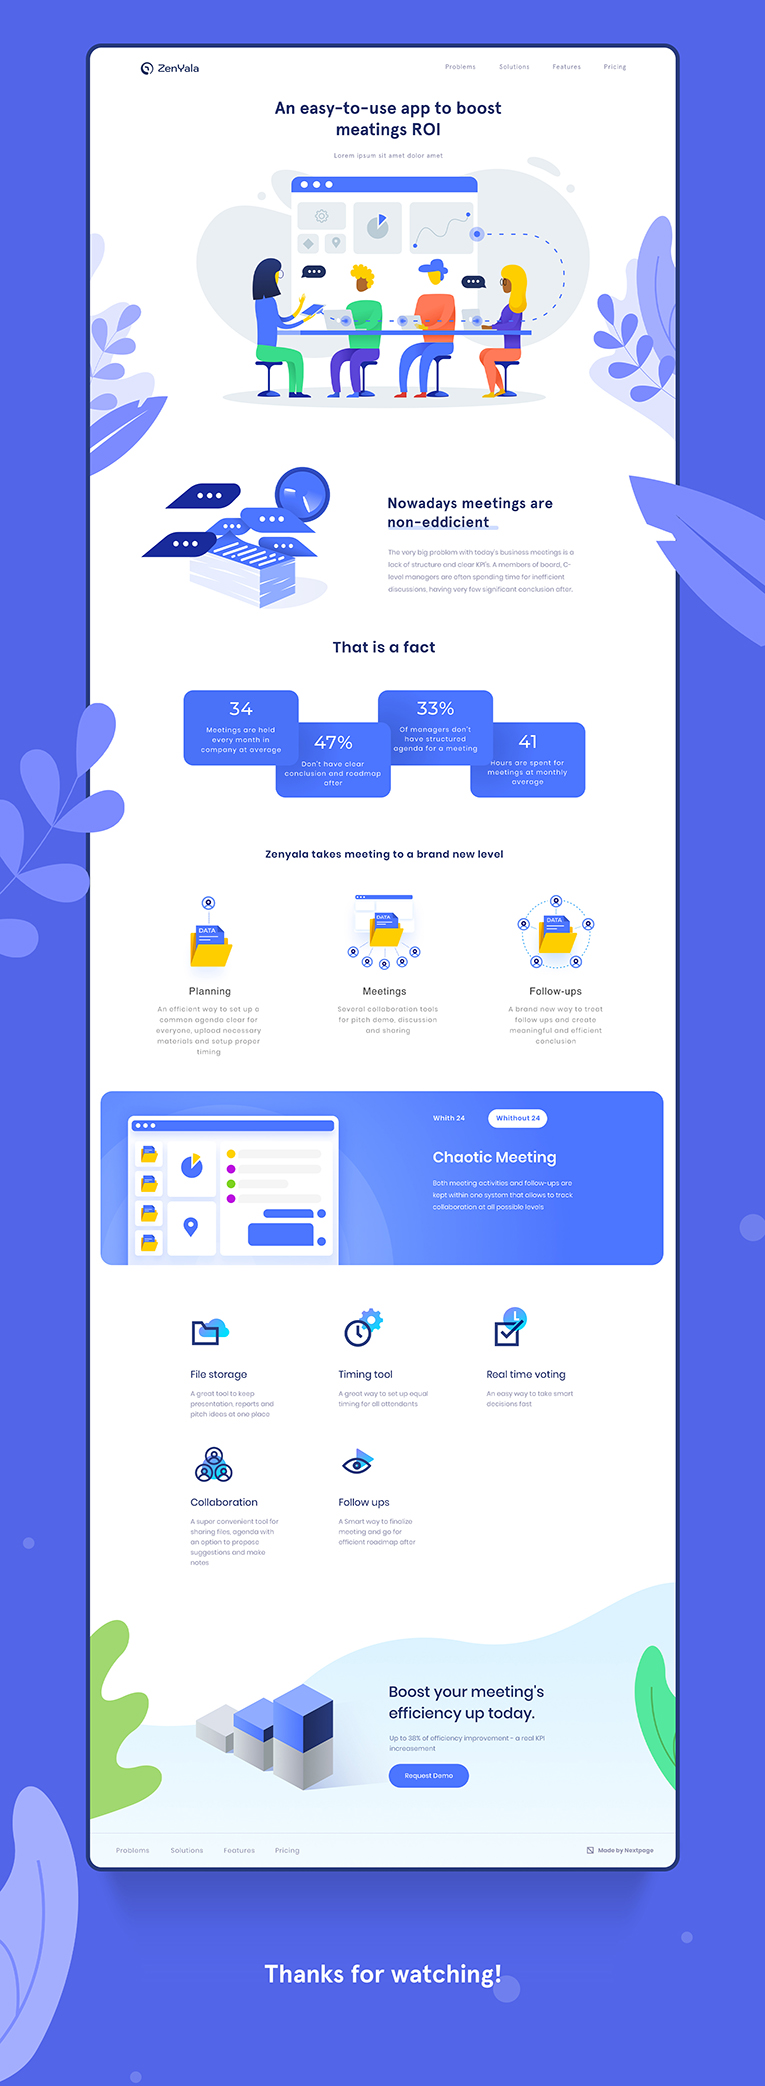 ZenYala
Problems
Solutions
Features
Pricing
An easy-to-use app to boost
meatings ROI
Lorem ipsum sit amet dolor amet
Nowadays meetings are
non-eddicient
The very big problem with today's business meetings is a
lack of structure and clear KPI's. A members of board, C-
level managers are often spending time for inefficient
discussions, having very few significant conclusion after.
That is a fact
34
Meetings are held
every month in
company at average
47%
Don't have clear
conclusion and roadmap
after
33%
Of managers don't
have structured
agenda for a meeting
41
Hours are spent for
meetings at monthly
average
Zenyala takes meeting to a brand new level
DATA
Planning
An efficient way to set up a
common agenda clear for
everyone, upload necessary
materials and setup proper
timing
DATA
Meetings
Several collaboration tools
for pitch demo, discussion
and sharing
DATA
Follow-ups
A brand new way to treat
follow ups and create
meaningful and efficient
conclusion
Whith 24
Whithout 24
Chaotic Meeting
Both meeting activities and follow-ups are
kept within one system that allows to track
collaboration at all possible levels
File storage
A great tool to keep
presentation, reports and
pitch ideas at one place
Timing tool
A great way to set up equal
timing for all attendants
Real time voting
An easy way to take smart
decisions fast
Collaboration
A super convenient tool for
sharing files, agenda with
an option to propose
suggestions and make
notes
Follow ups
A Smart way to finalize
meeting and go for
efficient roadmap after
Boost your meeting's
efficiency up today.
Up to 38% of efficiency improvement - a real KPI
increasement
Request Demo
Problems
Solutions
Features
Pricing
Made by Nextpage
Thanks for watching!